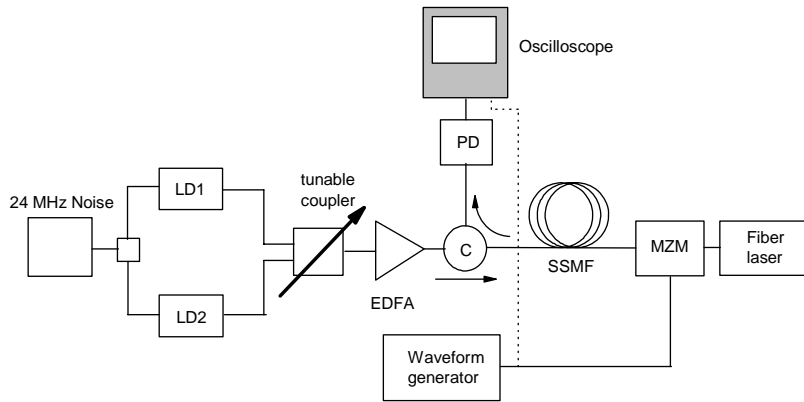 Oscilloscope
PD
tunable
coupler
24 MHz Noise
LD1
LD2
EDFA
C
SSMF
MZM
Fiber
laser
Waveform
generator